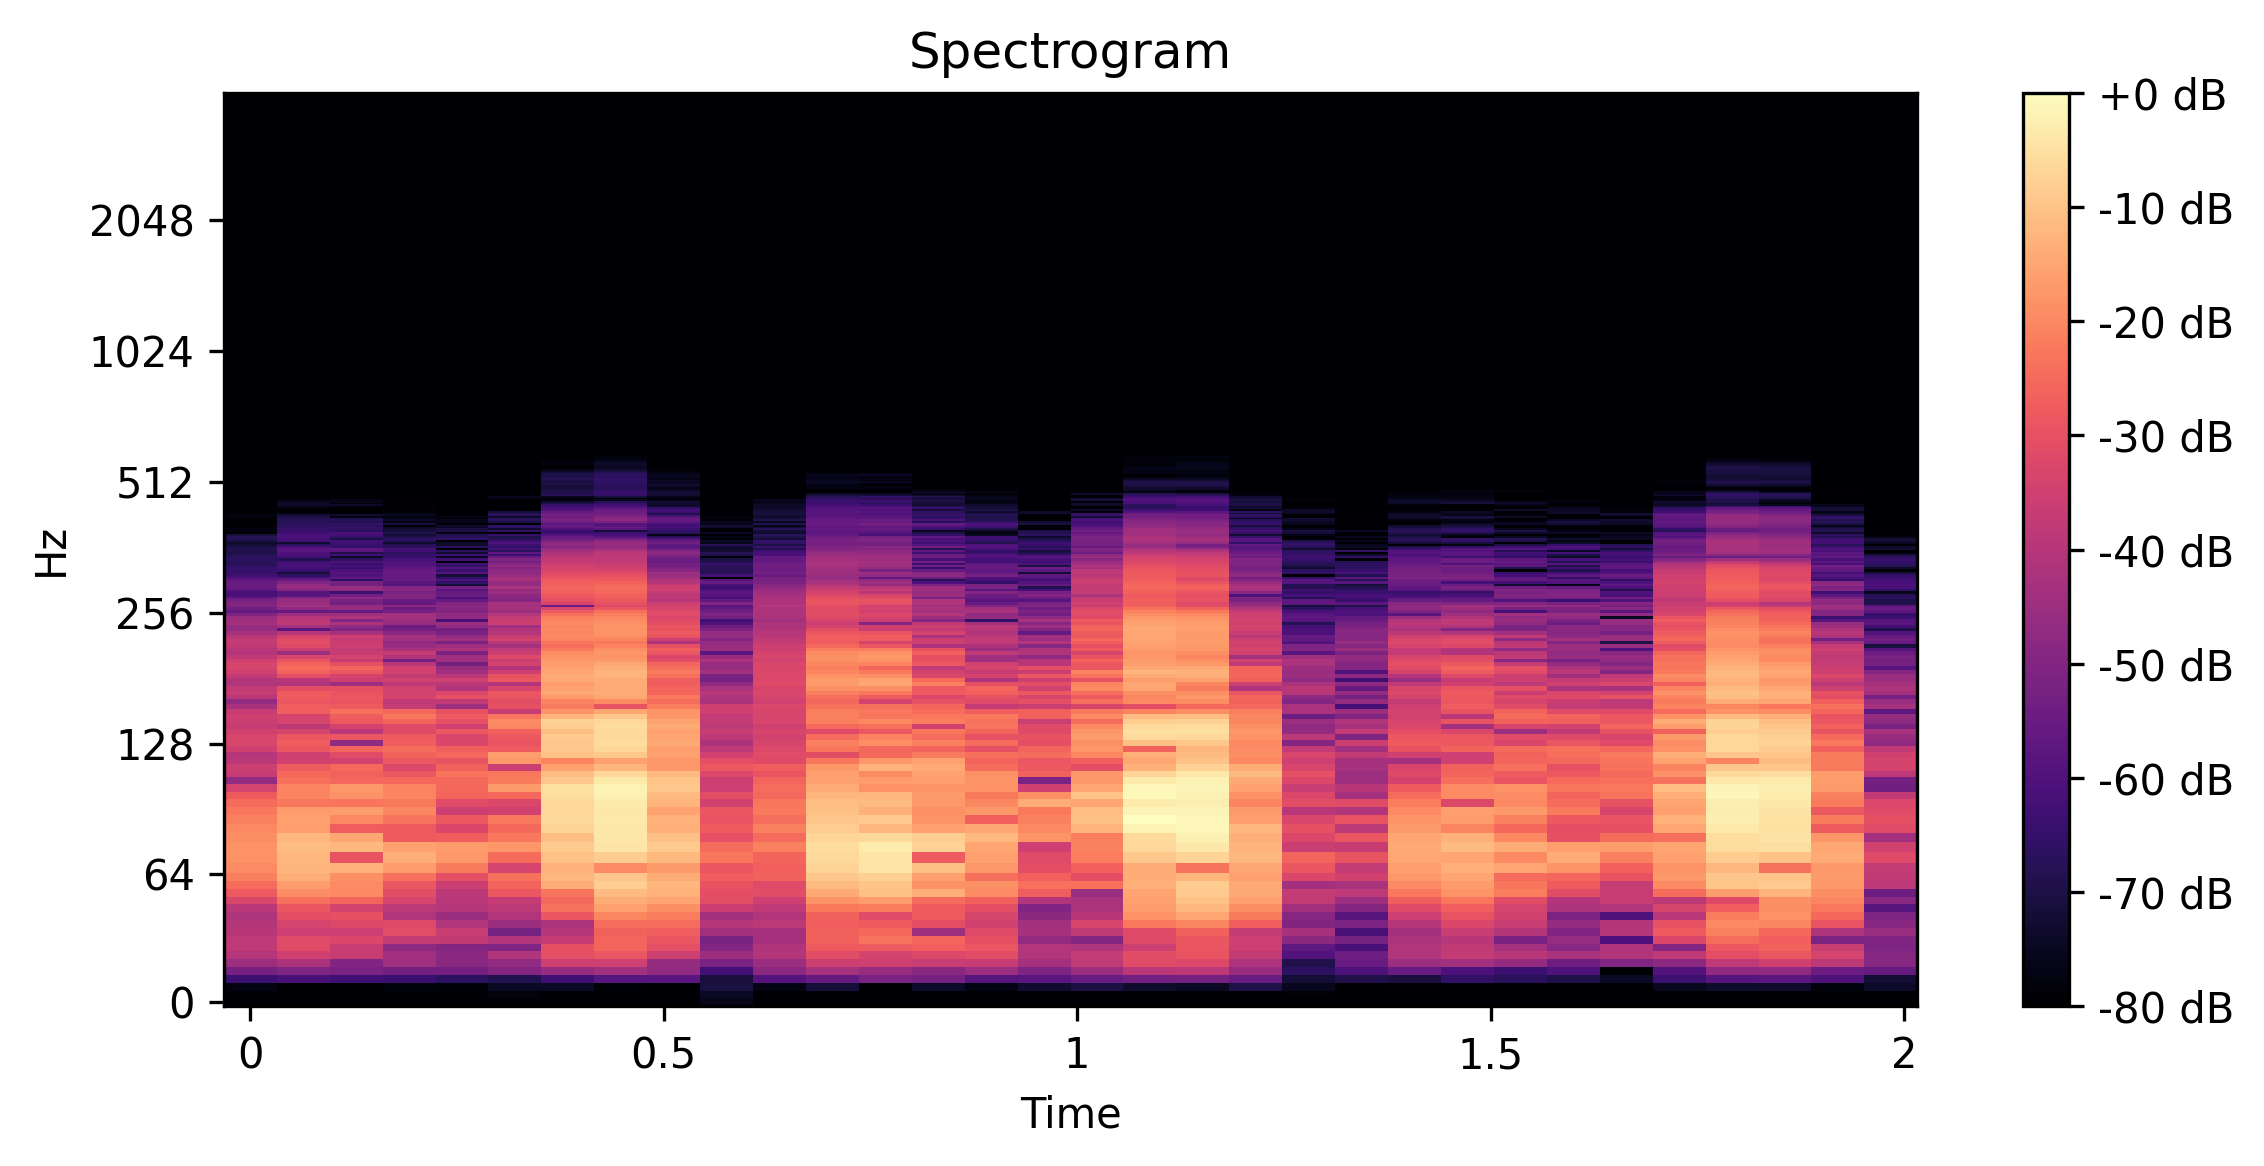 Spectrogram
+0 dB
-10 dB
-20 dB
-30 dB
-40 dB
-50 dB
-60 dB
-70 dB
-80 dB
Hz
2048
1024
512
256
128
64
0
0 0.5 1 1.5 2
Time